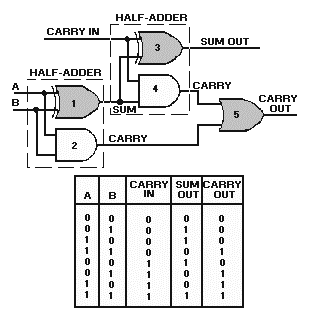 HALF-ADDER
CARRY IN
3
SUM OUT
HALF-ADDER
4
CARRY
A
B
1
SUM
5
CARRY
OUT
2
CARRY
A B CARRY IN SUM OUT CARRY OUT
0 0 0 0 0
0 1 0 1 0
1 0 0 1 0
1 1 0 0 1
0 0 1 1 0
0 1 1 0 1
1 0 1 0 1
1 1 1 1 1